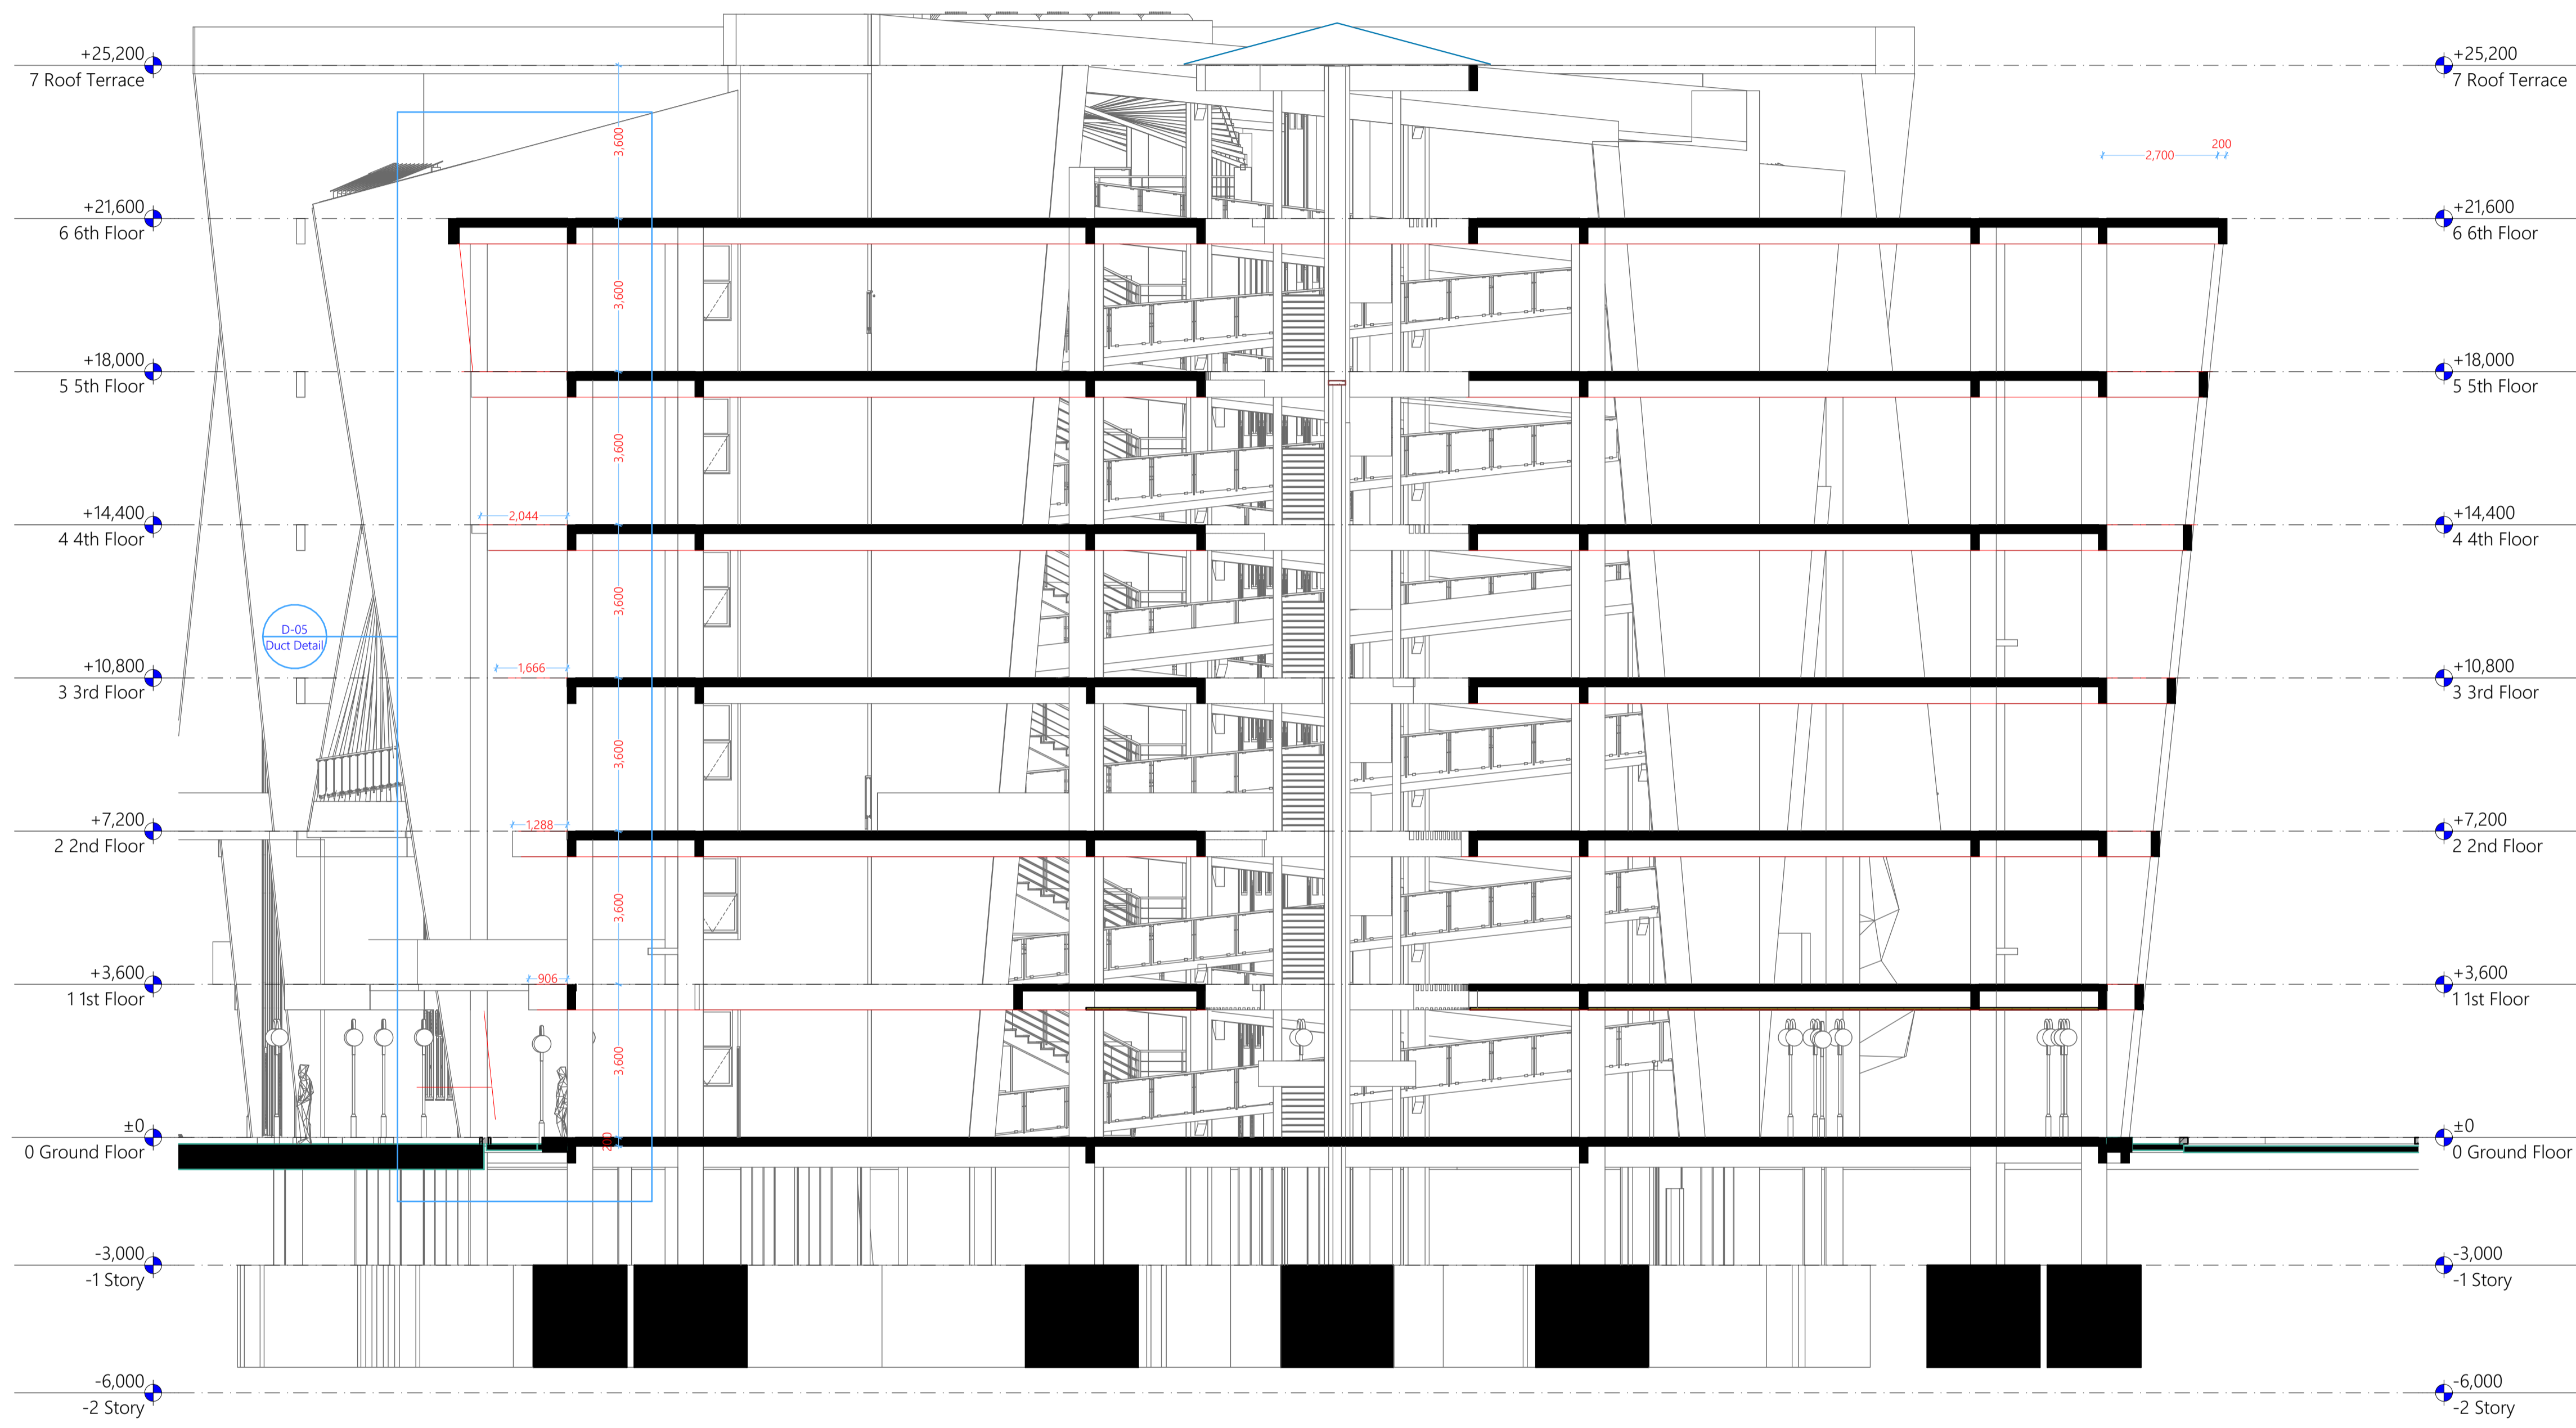 +25,200
7 Roof Terrace
+25,200
7 Roof Terrace
3,600
200
2,700
+21,600
6 6th Floor
+21,600
6 6th Floor
3,600
+18,000
5 5th Floor
+18,000
5 5th Floor
3,600
2,044
+14,400
4 4th Floor
+14,400
4 4th Floor
3,600
D-05
Duct Detail
1,666
+10,800
3 3rd Floor
+10,800
3 3rd Floor
3,600
1,288
+7,200
2 2nd Floor
+7,200
2 2nd Floor
3,600
906
+3,600
1 1st Floor
+3,600
1 1st Floor
3,600
±0
0 Ground Floor
200
±0
0 Ground Floor
-3,000
-1 Story
-3,000
-1 Story
-6,000
-2 Story
-6,000
-2 Story